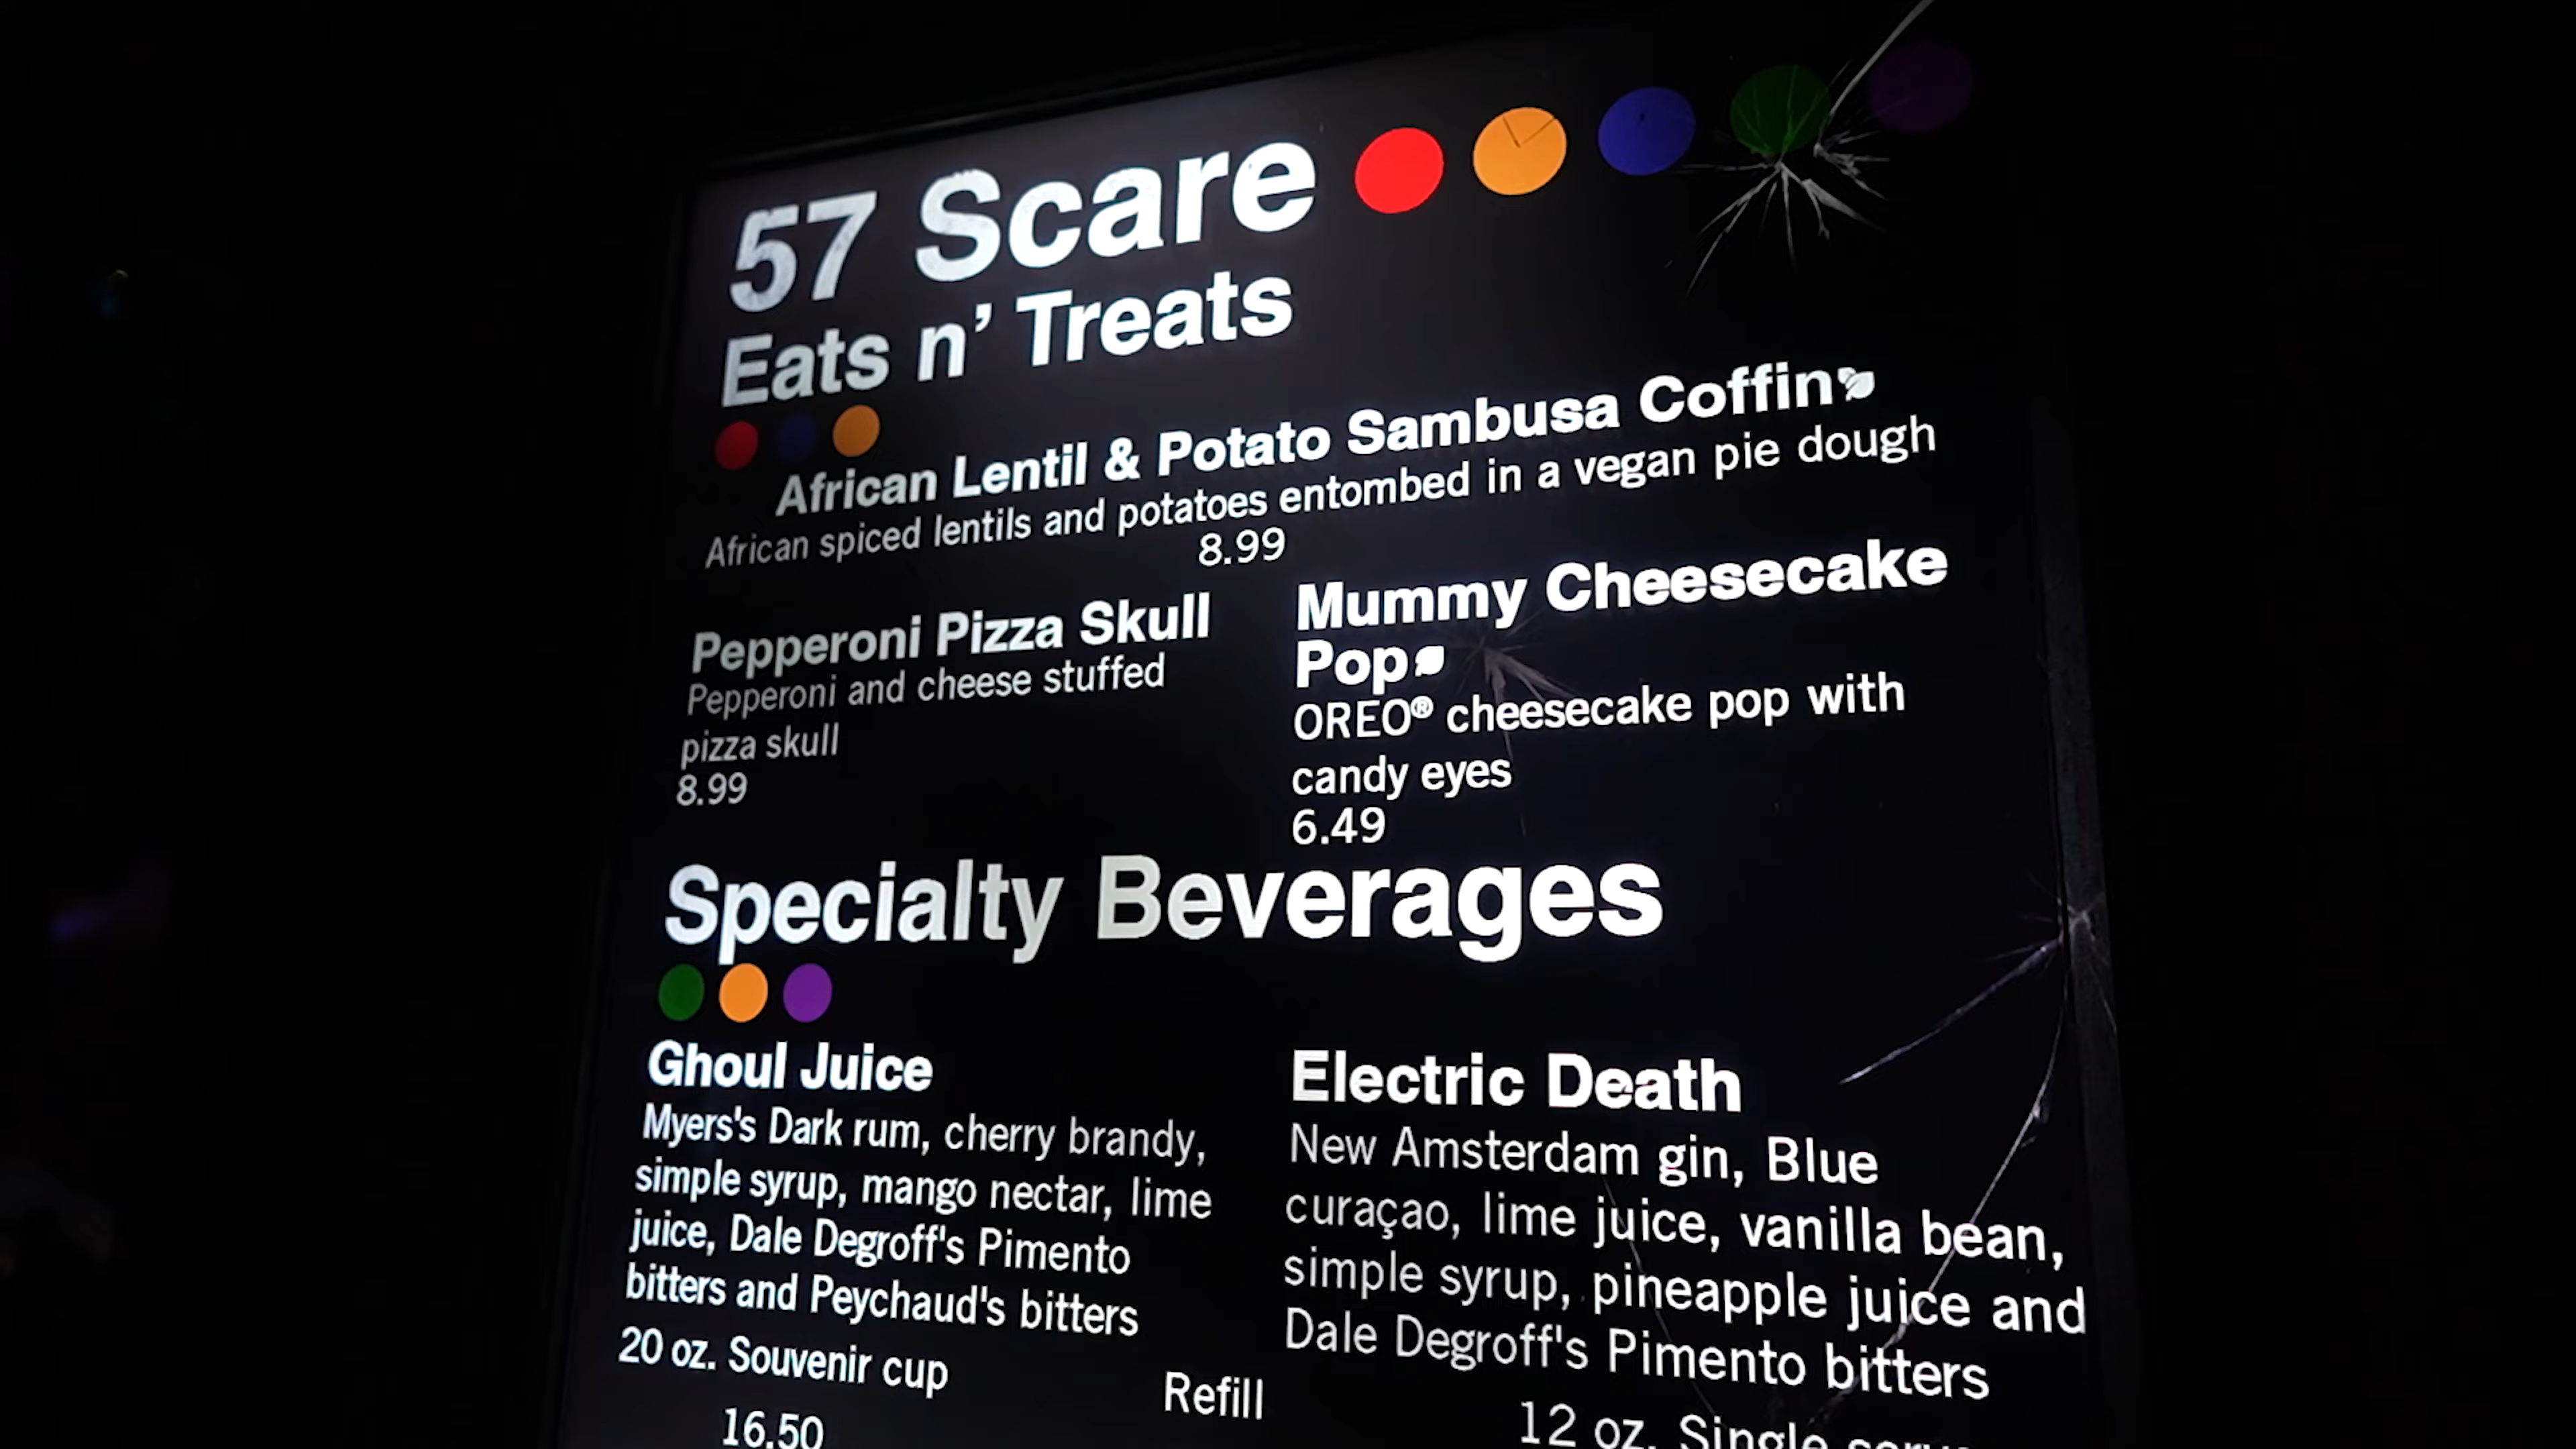 57 Scare
Eats n' Treats
African Lentil & Potato Sambusa Coffin
African spiced lentils and potatoes entombed in a vegan pie dough
8.99
Pepperoni Pizza Skull
Pepperoni and cheese stuffed
pizza skull
8.99
Mummy Cheesecake
Pop
OREO® cheesecake pop with
candy eyes
6.49
Specialty Beverages
Ghoul Juice
Myers's Dark rum, cherry brandy,
simple syrup, mango nectar, lime
juice, Dale Degroff's Pimento
bitters and Peychaud's bitters
20 oz. Souvenir cup
16.50
Refill
Electric Death
New Amsterdam gin, Blue
curaçao, lime juice, vanilla bean,
simple syrup, pineapple juice and
Dale Degroff's Pimento bitters
12 oz. Single